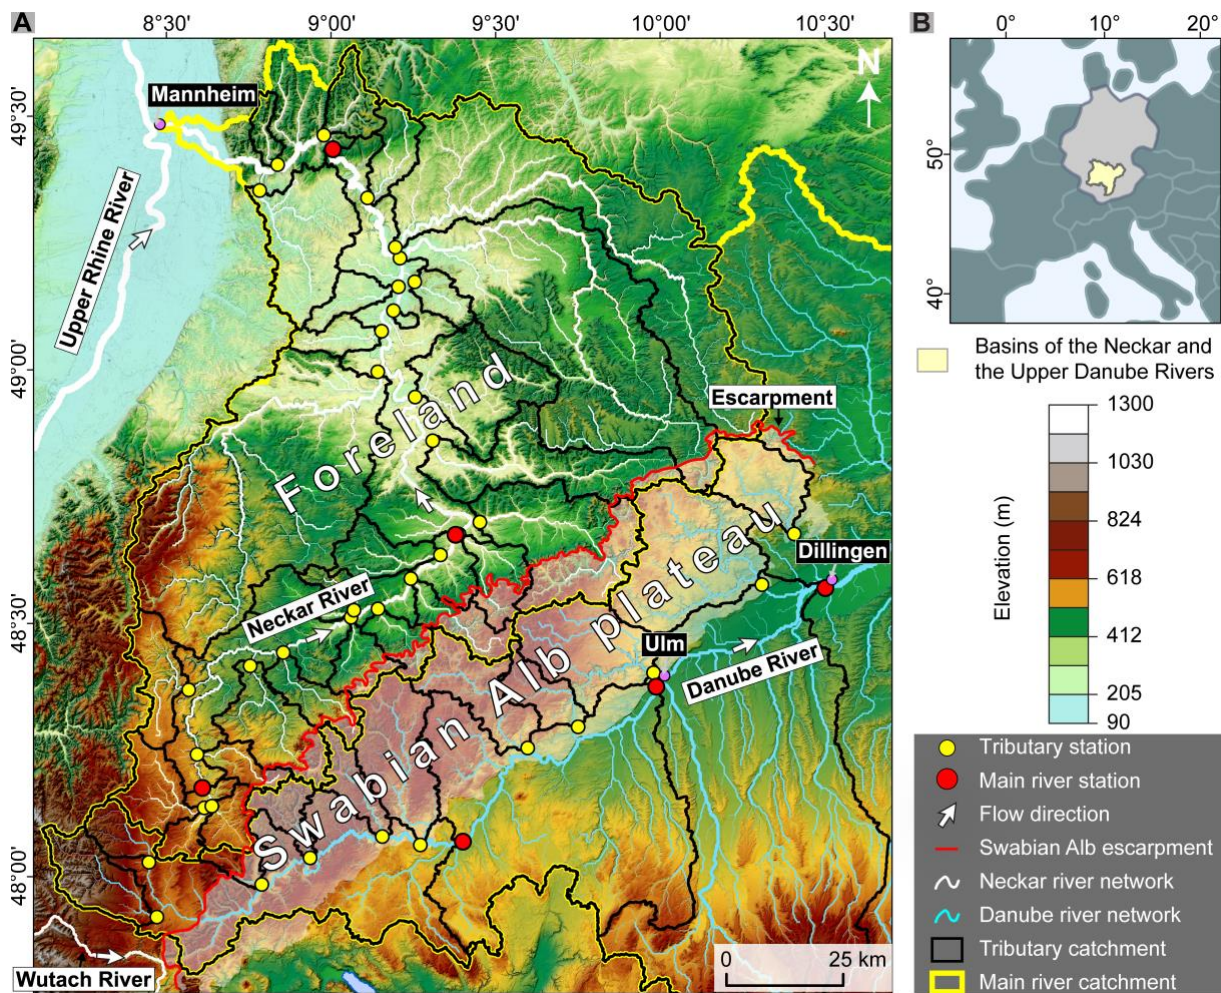 A
8°30'
9°00'
9°30'
10°00'
10°30'
B
0°
10°
20°
49°30'
49°00'
48°30'
48°00'
50°
40°
N
Mannheim
Upper Rhine River
Foreland
Escarpment
Neckar River
Swabian Alb plateau
Dillingen
Ulm
Danube River
Wutach River
0
25 km
Basins of the Neckar and
the Upper Danube Rivers
Elevation (m)
1300
1030
824
618
412
205
90
Tributary station
Main river station
Flow direction
Swabian Alb escarpment
Neckar river network
Danube river network
Tributary catchment
Main river catchment